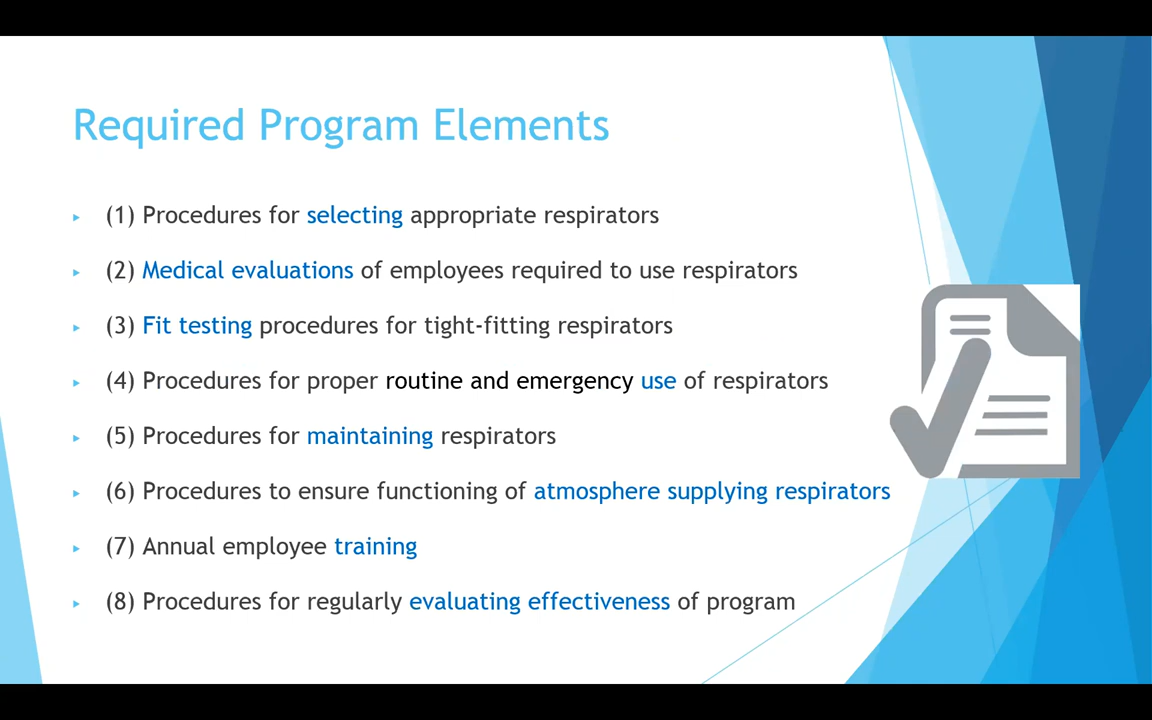 Required Program Elements
(1) Procedures for selecting appropriate respirators
(2) Medical evaluations of employees required to use respirators
(3) Fit testing procedures for tight-fitting respirators
(4) Procedures for proper routine and emergency use of respirators
(5) Procedures for maintaining respirators
(6) Procedures to ensure functioning of atmosphere supplying respirators
(7) Annual employee training
(8) Procedures for regularly evaluating effectiveness of program